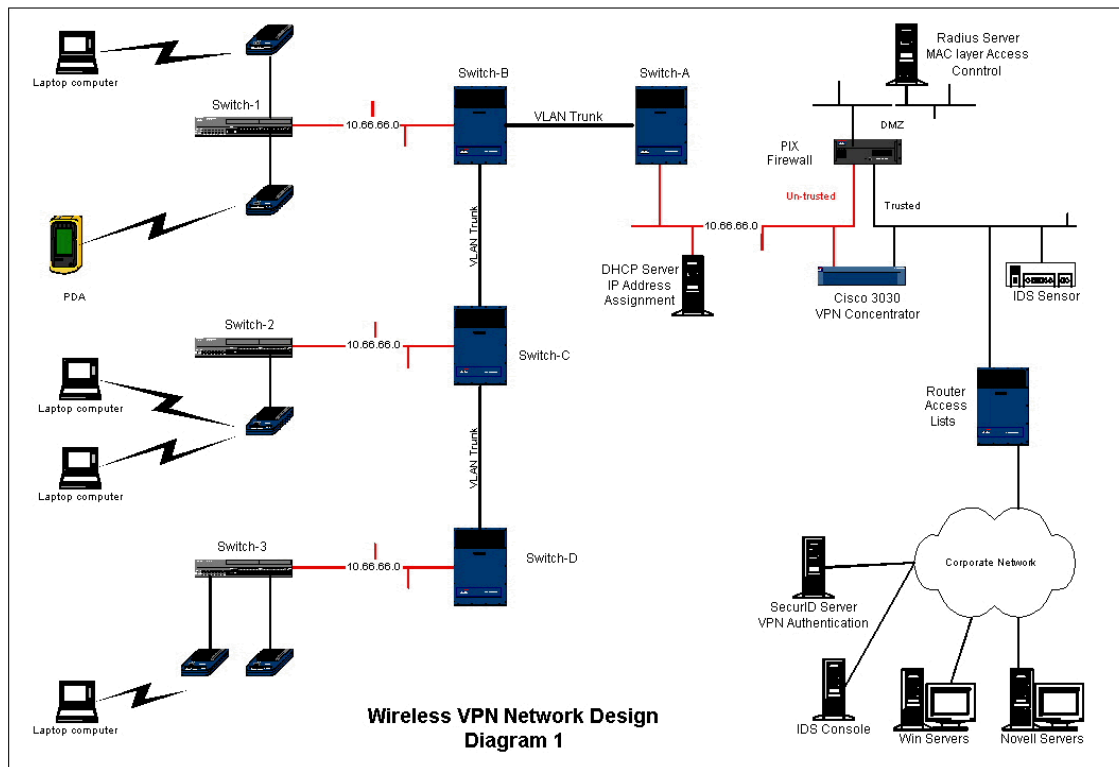 Laptop computer
Switch-1
PDA
Switch-2
Laptop computer
Laptop computer
Switch-3
Laptop computer
10.66.66.0
10.66.66.0
10.66.66.0
Switch-B
VLAN Trunk
Switch-A
VLAN Trunk
Switch-C
VLAN Trunk
Switch-D
Radius Server
MAC layer Access
Conntrol
DMZ
PIX
Firewall
Un-trusted
Trusted
10.66.66.0
DHCP Server
IP Address
Assignment
Cisco 3030
VPN Concentrator
IDS Sensor
Router
Access
Lists
Corporate Network
SecurID Server
VPN Authentication
IDS Console
Win Servers
Novell Servers
Wireless VPN Network Design
Diagram 1